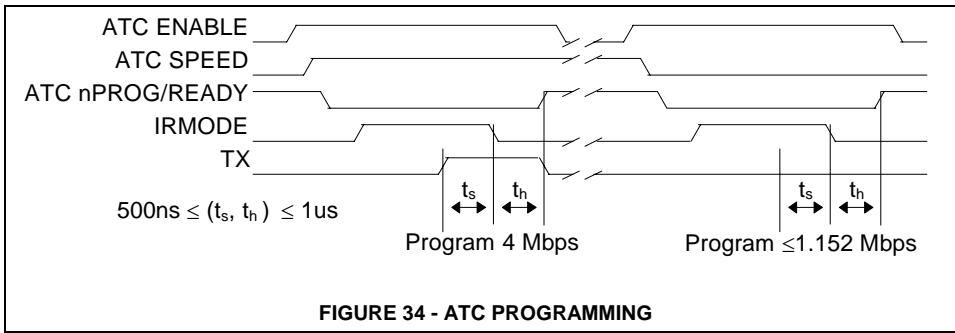 ATC ENABLE
ATC SPEED
ATC nPROG/READY
IRMODE
TX
500ns ≤ (ts, th ) ≤ 1us
ts th
Program 4 Mbps
ts th
Program ≤1.152 Mbps
FIGURE 34 - ATC PROGRAMMING